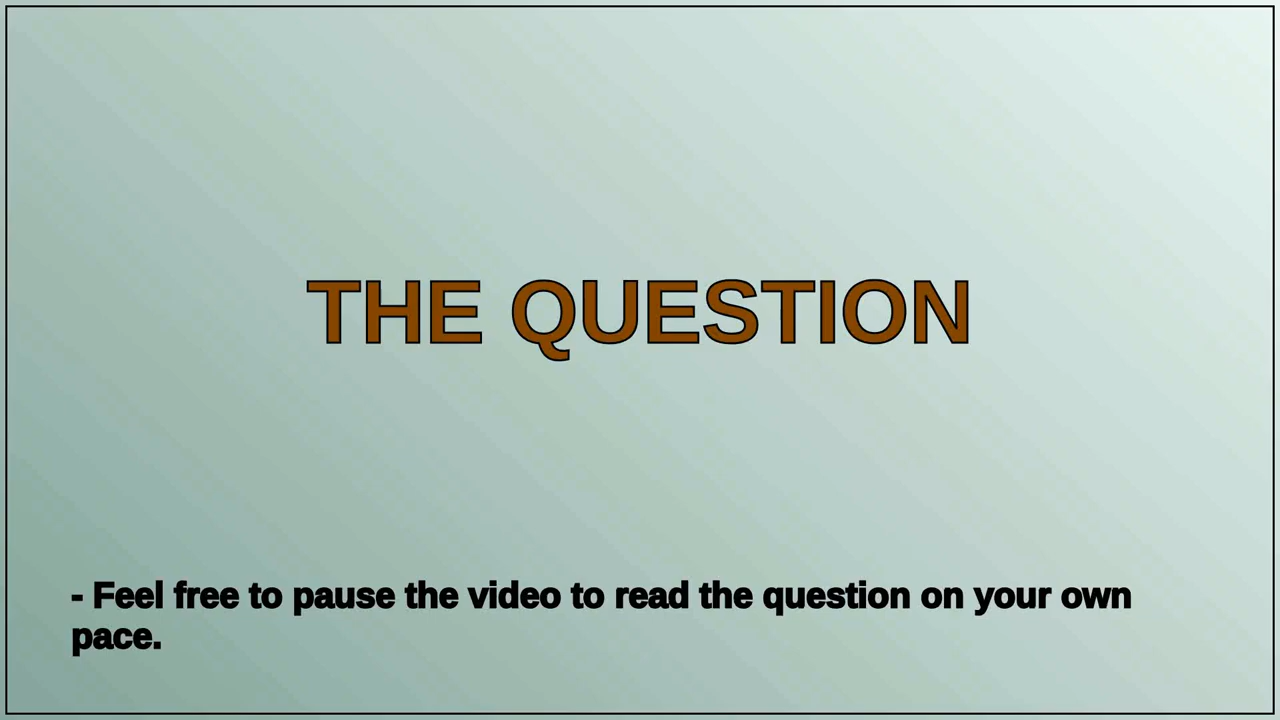 THE QUESTION
- Feel free to pause the video to read the question on your own
pace.